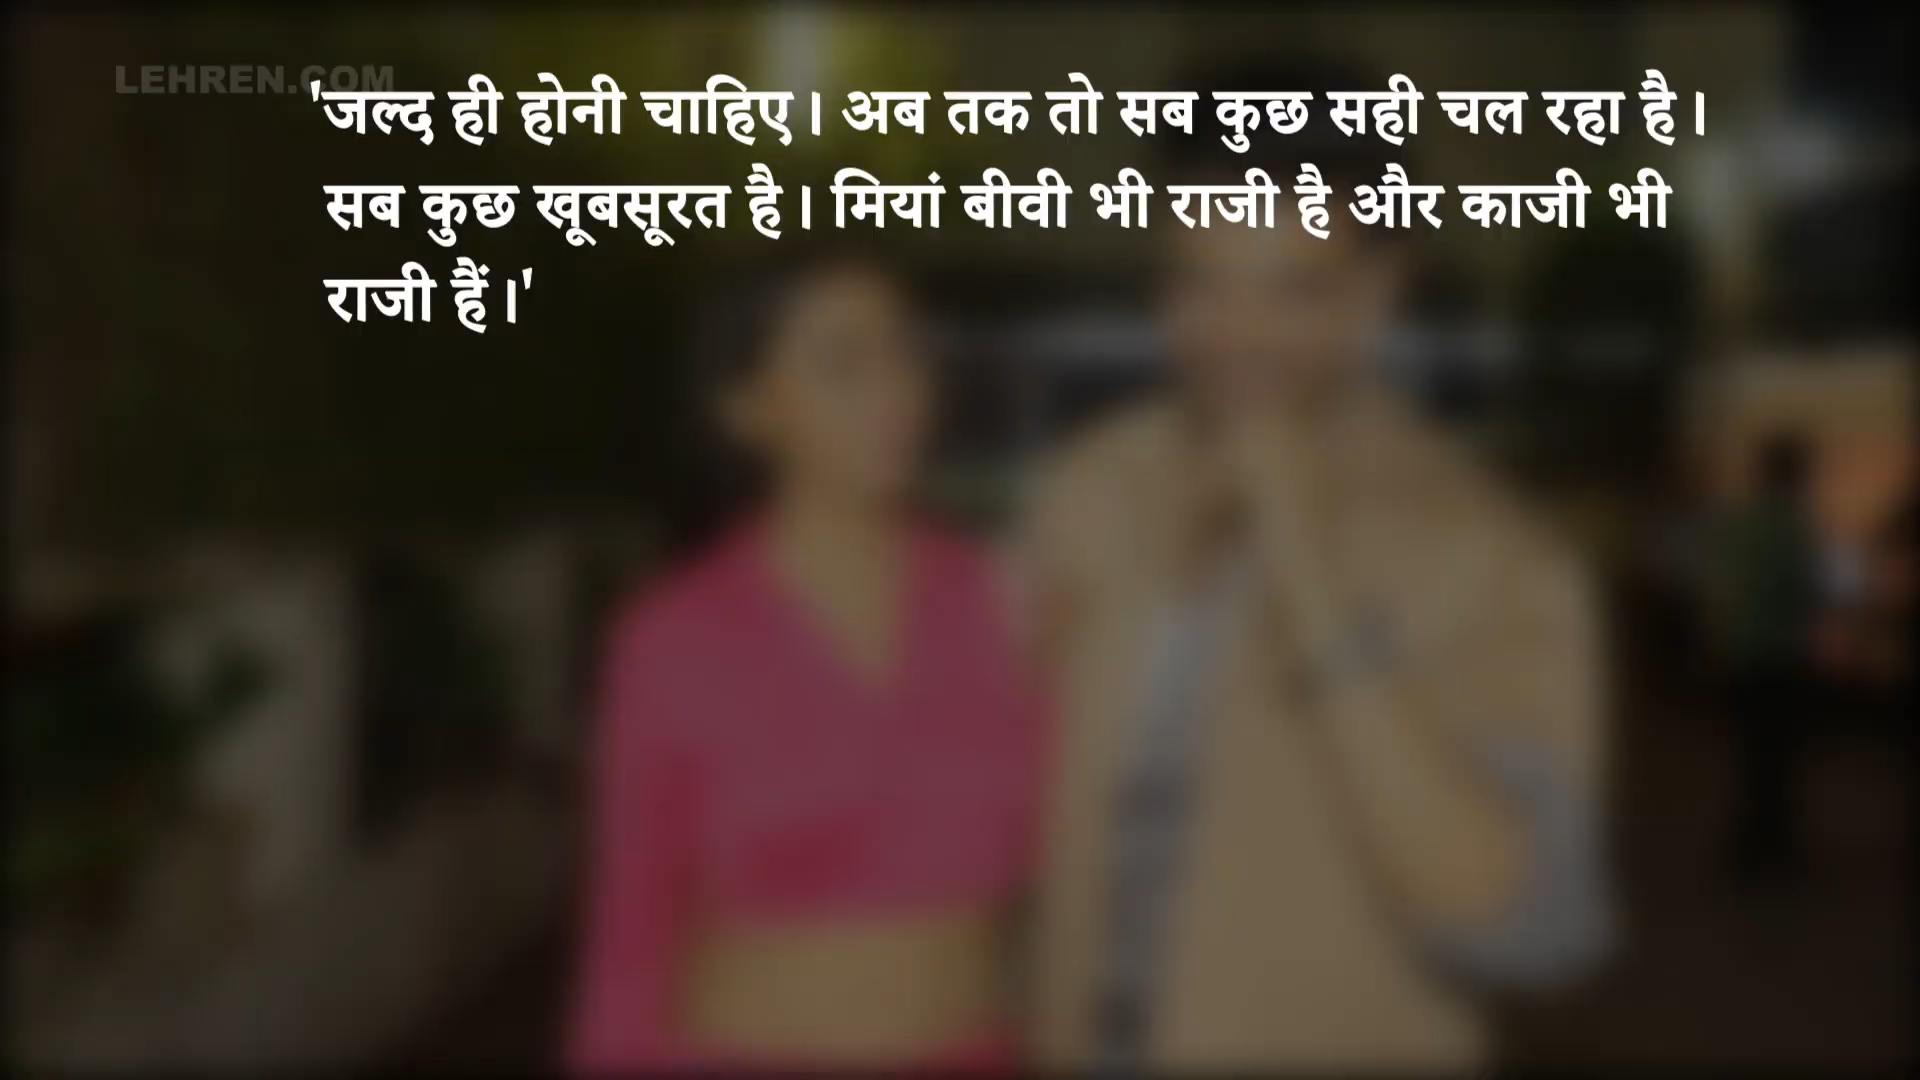 LEHREN.COM
'जल्द ही होनी चाहिए। अब तक तो सब कुछ सही चल रहा है।
सब कुछ खूबसूरत है। मियां बीवी भी राजी है और काजी भी
राजी हैं।'